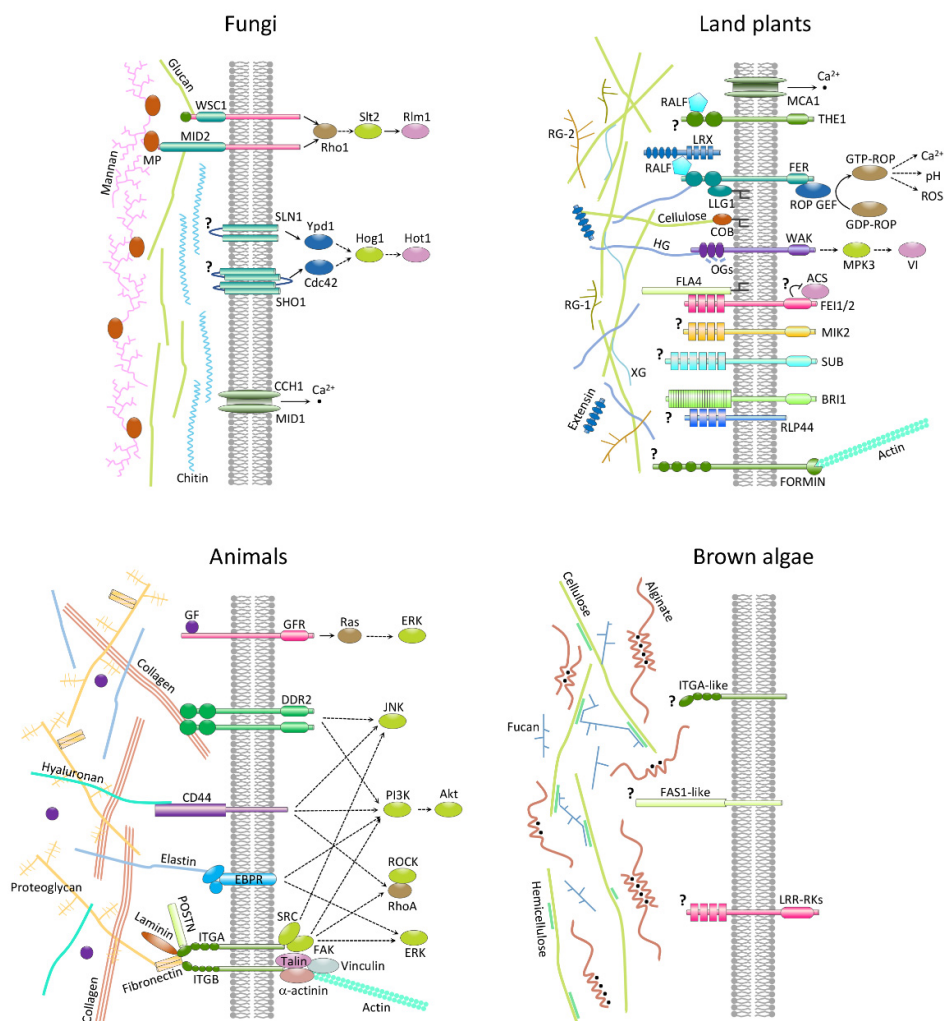 Fungi
Glucan
WSC1
Slt2
Rlm1
Rho1
MID2
MP
Mannan
?
SLN1
Ypd1
Hog1
Hot1
?
Cdc42
SHO1
CCH1
Ca²⁺
MID1
Chitin
Land plants
Ca²⁺
MCA1
RALF
?
THE1
RG-2
LRX
RALF
FER
GTP-ROP
Ca²⁺
pH
ROS
LLG1
ROP GEF
GDP-ROP
Cellulose
COB
HG
WAK
OGs
MPK3
VI
FLA4
?
ACS
FEI1/2
RG-1
?
MIK2
?
SUB
XG
BRI1
Extensin
?
RLP44
?
Actin
FORMIN
Animals
GF
GFR
Ras
ERK
Collagen
DDR2
JNK
Hyaluronan
CD44
PI3K
Akt
Elastin
EBPR
ROCK
RhoA
Proteoglycan
POSTN
SRC
Laminin
ITGA
FAK
ERK
Talin
Vinculin
Fibronectin
ITGB
α-actinin
Collagen
Actin
Brown algae
Cellulose
Alginate
ITGA-like
?
Fucan
?
FAS1-like
Hemicellulose
?
LRR-RKs